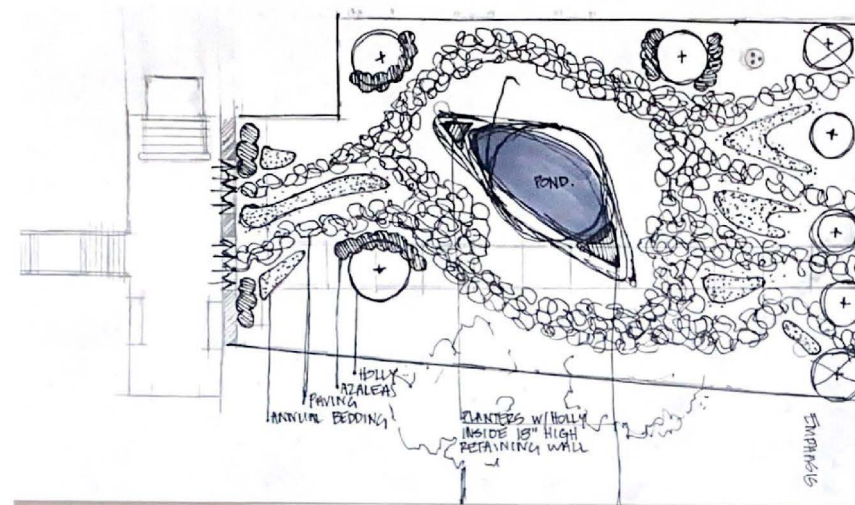 POND.
HOLLY
AZALEAS
PAVING
ANNUAL BEDDING
PLANTERS W/HOLLY
INSIDE 18" HIGH
RETAINING WALL
EMPHASIS